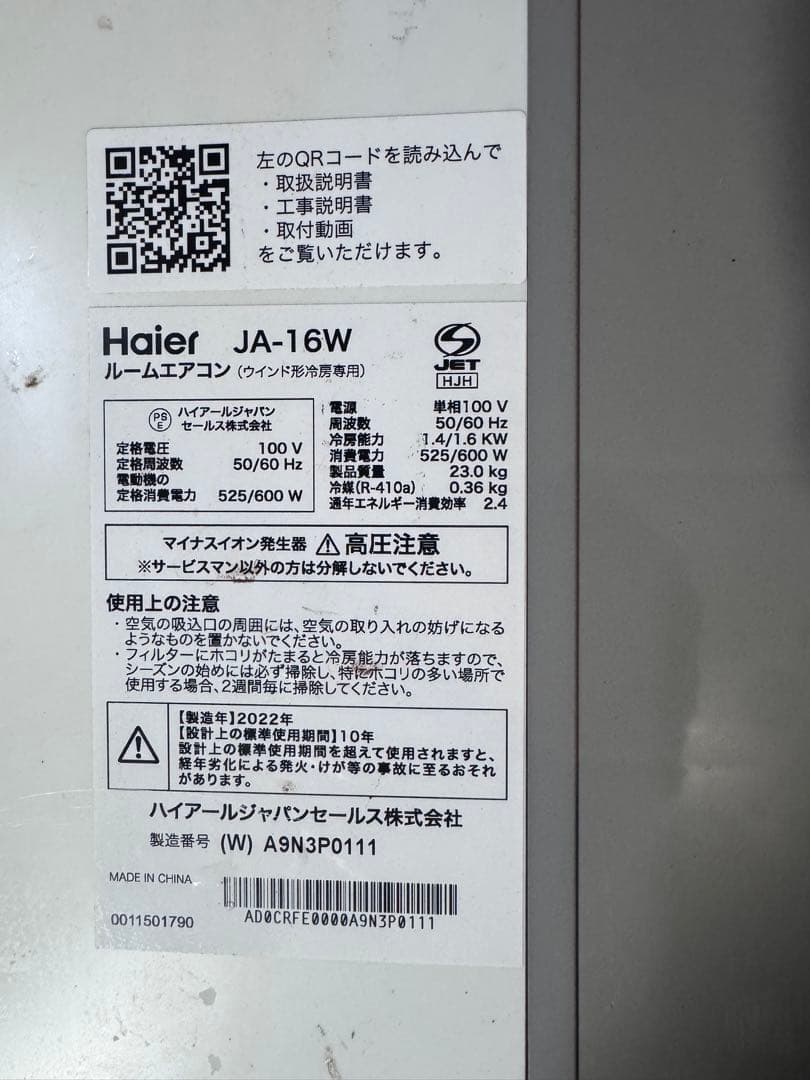 左のQRコードを読み込んで
・取扱説明書
・工事説明書
・取付動画
をご覧いただけます。
Haier JA-16W
ルームエアコン (ウインド形冷房専用)
JET
HJH
PS E ハイアールジャパン
セールス株式会社
定格電圧 100 V
定格周波数 50/60 Hz
電動機の
定格消費電力 525/600 W
電源 単相100 V
周波数 50/60 Hz
冷房能力 1.4/1.6 KW
消費電力 525/600 W
製品質量 23.0 kg
冷媒(R-410a) 0.36 kg
通年エネルギー消費効率 2.4
マイナスイオン発生器 ⚠高圧注意
※サービスマン以外の方は分解しないでください。
使用上の注意
・空気の吸込口の周囲には、空気の取り入れの妨げになる
ようなものを置かないでください。
・フィルターにホコリがたまると冷房能力が落ちますので、
シーズンの始めには必ず掃除し、特にホコリの多い場所で
使用する場合、2週間毎に掃除してください。
【製造年】2022年
【設計上の標準使用期間】10年
設計上の標準使用期間を超えて使用されますと、
経年劣化による発火・けが等の事故に至るおそれ
があります。
ハイアールジャパンセールス株式会社
製造番号 (W) A9N3P0111
MADE IN CHINA
0011501790
AD0CRFE0000A9N3P0111